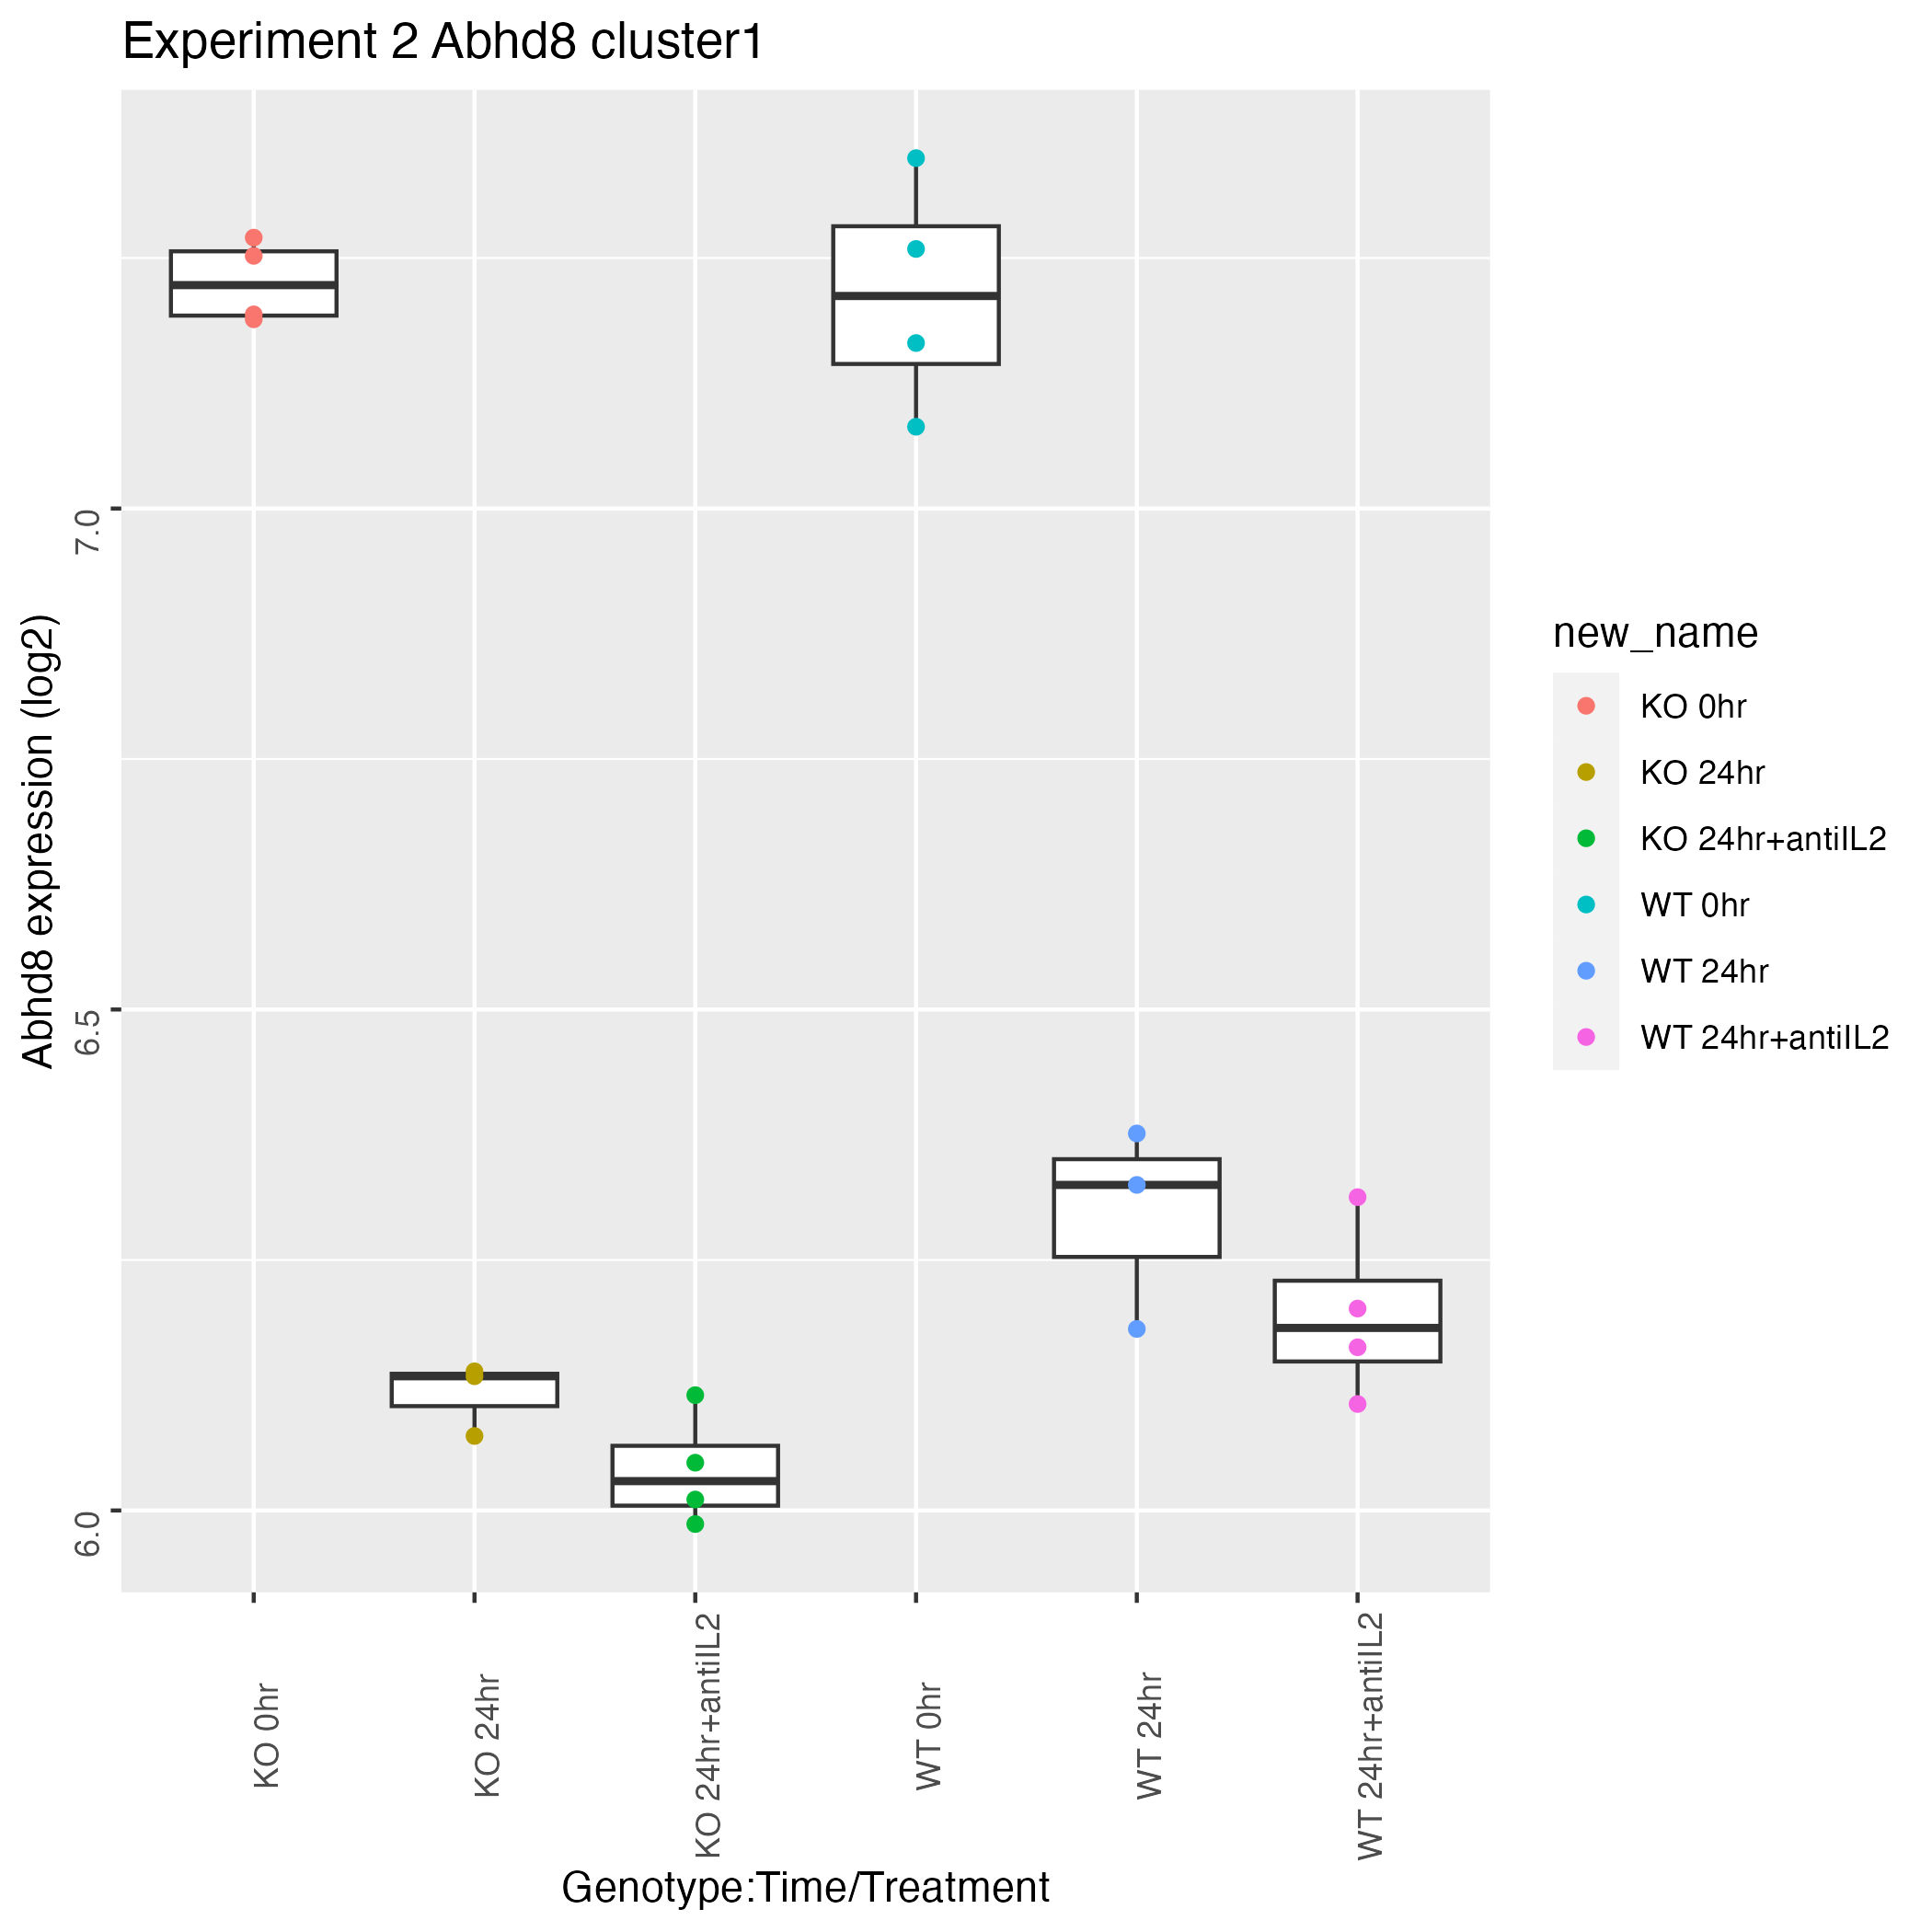 Experiment 2 Abhd8 cluster1
Abhd8 expression (log2)
7.0
6.5
6.0
KO 0hr
KO 24hr
KO 24hr+antiIL2
WT 0hr
WT 24hr
WT 24hr+antiIL2
Genotype:Time/Treatment
new_name
KO 0hr
KO 24hr
KO 24hr+antiIL2
WT 0hr
WT 24hr
WT 24hr+antiIL2